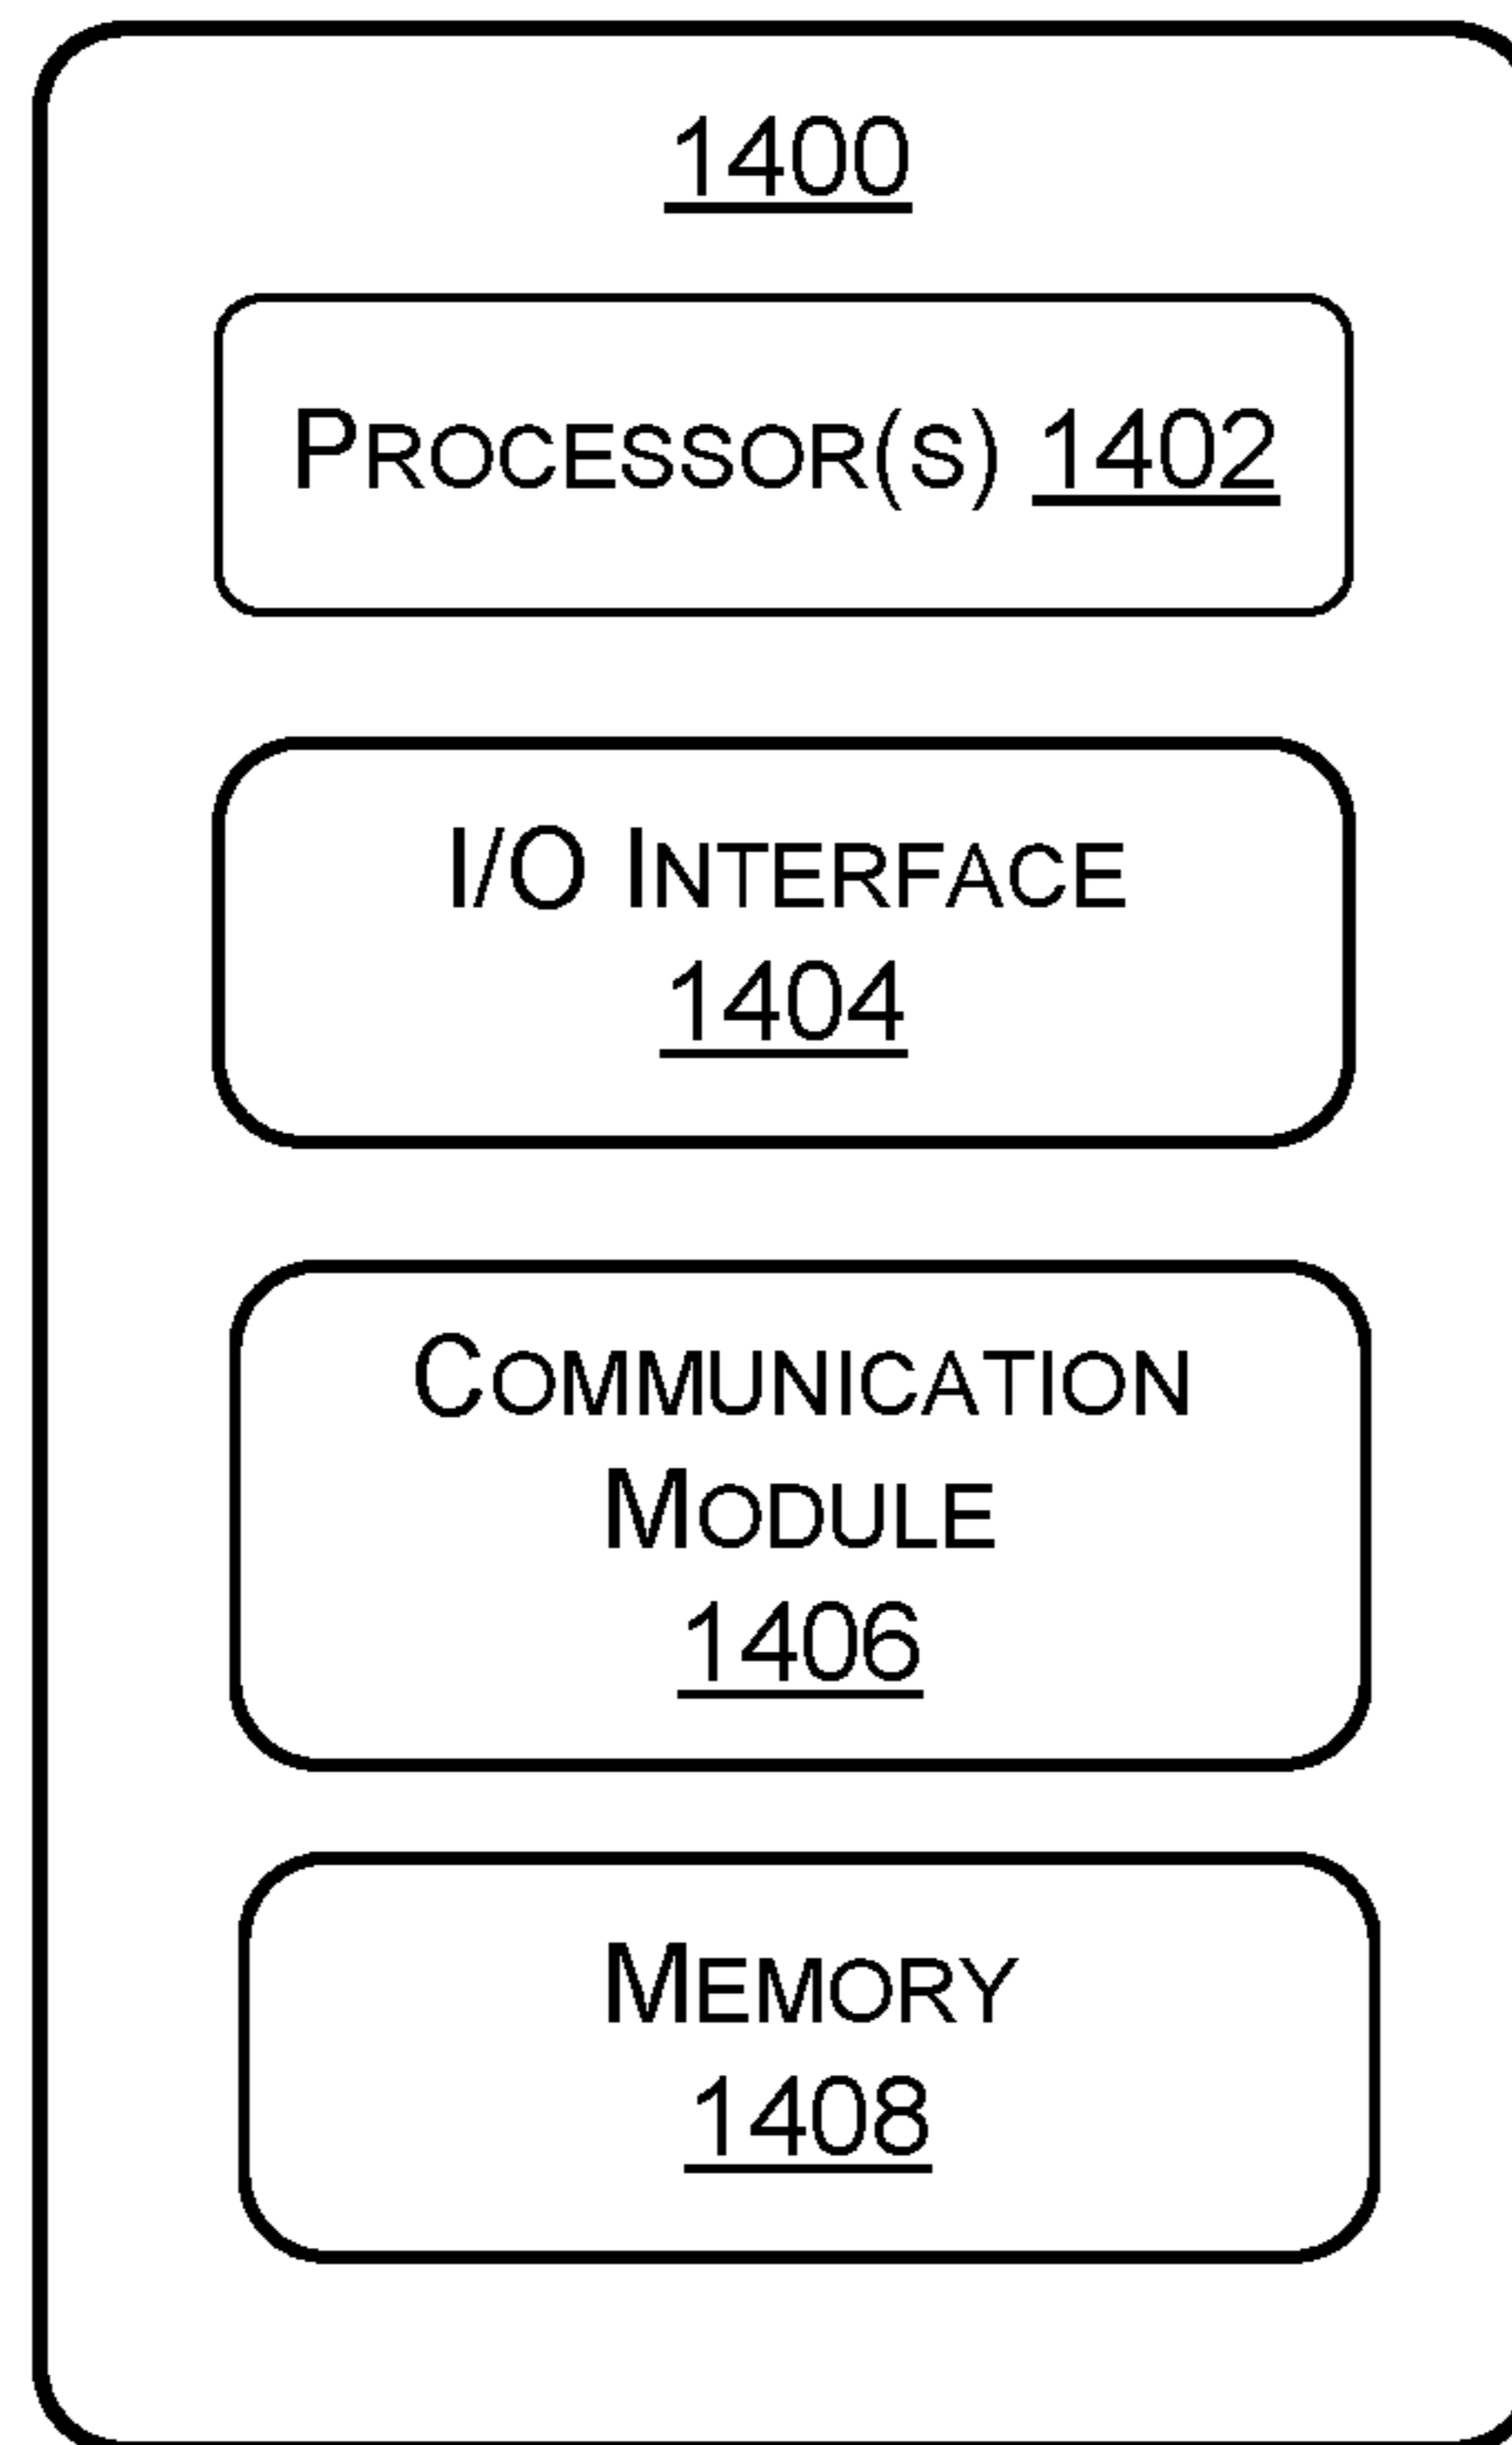 1400
PROCESSOR(S) 1402
I/O INTERFACE
1404
COMMUNICATION
MODULE
1406
MEMORY
1408